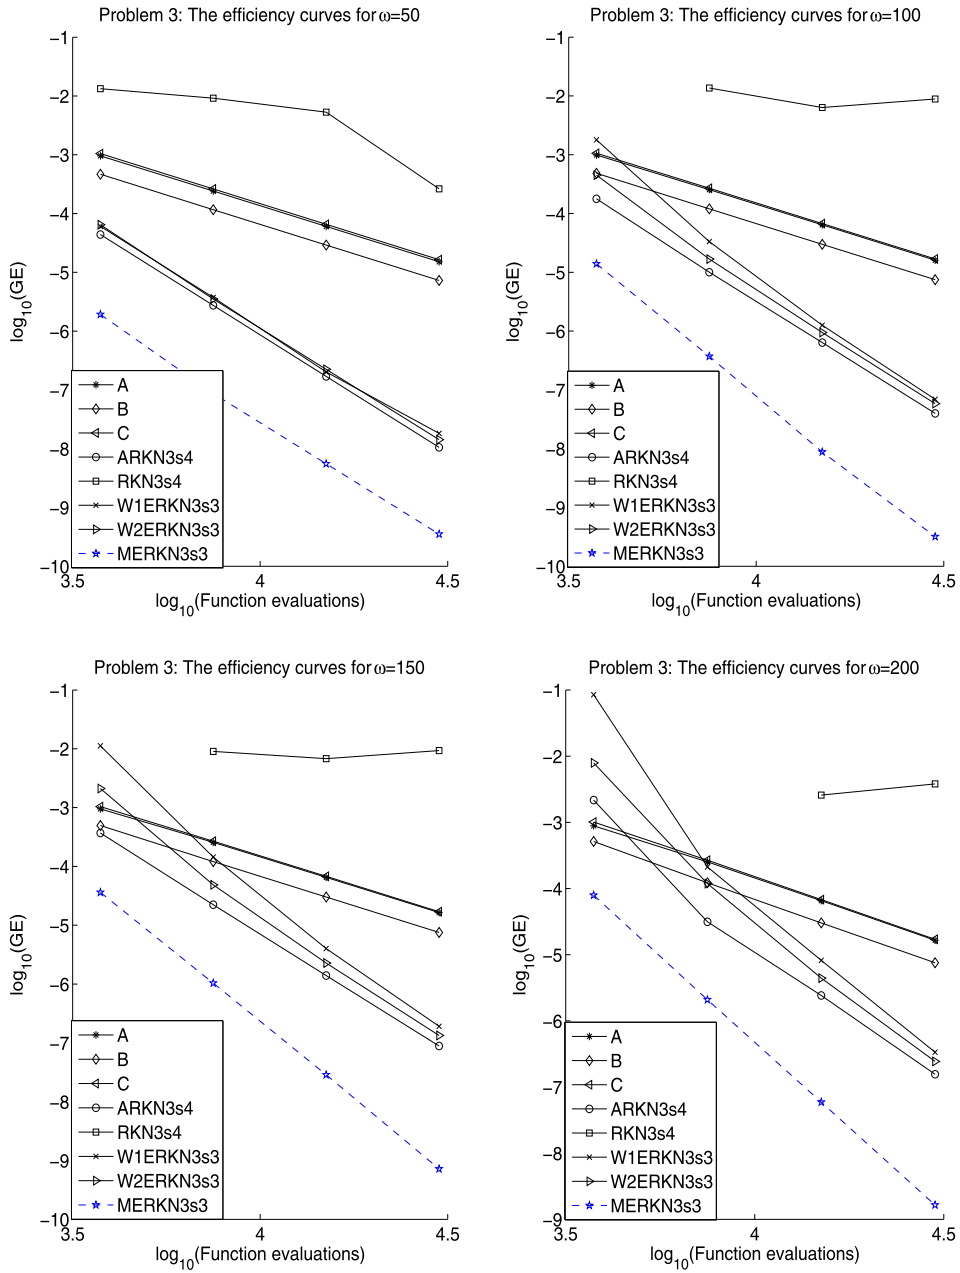 Problem 3: The efficiency curves for ω=50
−1
−2
−3
−4
−5
−6
−7
−8
−9
−10
log10(GE)
A
B
C
ARKN3s4
RKN3s4
W1ERKN3s3
W2ERKN3s3
MERKN3s3
3.5
4
4.5
log10(Function evaluations)
Problem 3: The efficiency curves for ω=100
−1
−2
−3
−4
−5
−6
−7
−8
−9
−10
log10(GE)
A
B
C
ARKN3s4
RKN3s4
W1ERKN3s3
W2ERKN3s3
MERKN3s3
3.5
4
4.5
log10(Function evaluations)
Problem 3: The efficiency curves for ω=150
−1
−2
−3
−4
−5
−6
−7
−8
−9
−10
log10(GE)
A
B
C
ARKN3s4
RKN3s4
W1ERKN3s3
W2ERKN3s3
MERKN3s3
3.5
4
4.5
log10(Function evaluations)
Problem 3: The efficiency curves for ω=200
−1
−2
−3
−4
−5
−6
−7
−8
−9
log10(GE)
A
B
C
ARKN3s4
RKN3s4
W1ERKN3s3
W2ERKN3s3
MERKN3s3
3.5
4
4.5
log10(Function evaluations)